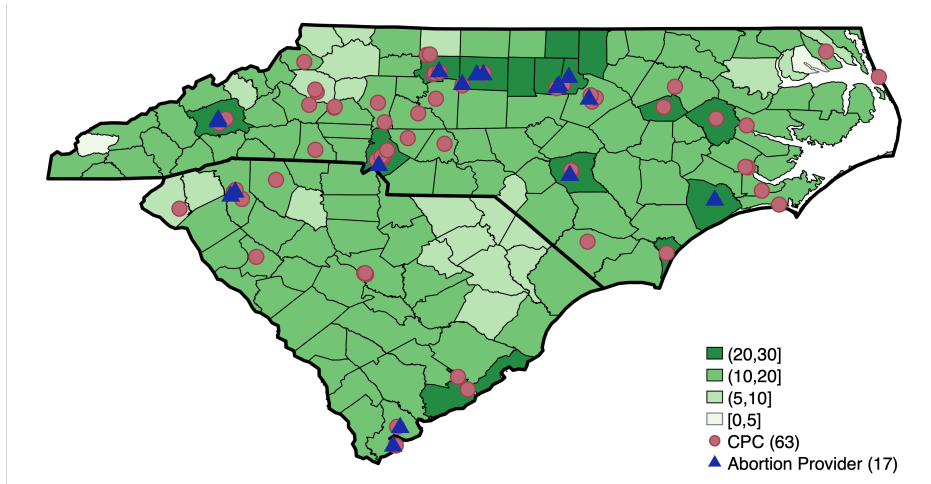 (20,30]
(10,20]
(5,10]
[0,5]
CPC (63)
Abortion Provider (17)